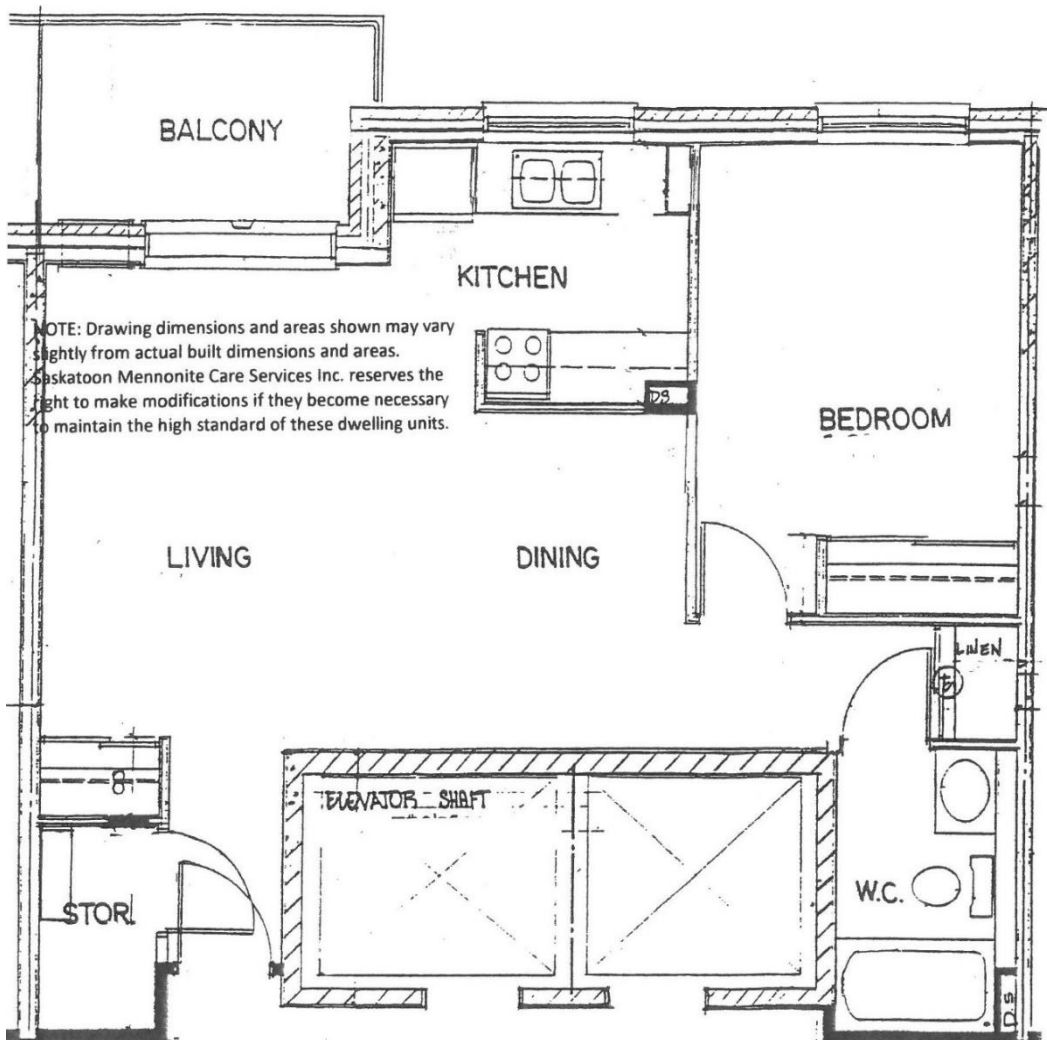 BALCONY
KITCHEN
NOTE: Drawing dimensions and areas shown may vary
slightly from actual built dimensions and areas.
Saskatoon Mennonite Care Services Inc. reserves the
right to make modifications if they become necessary
to maintain the high standard of these dwelling units.
DS
BEDROOM
LIVING
DINING
LINEN
ELEVATOR SHAFT
STOR.
W.C.
D.S